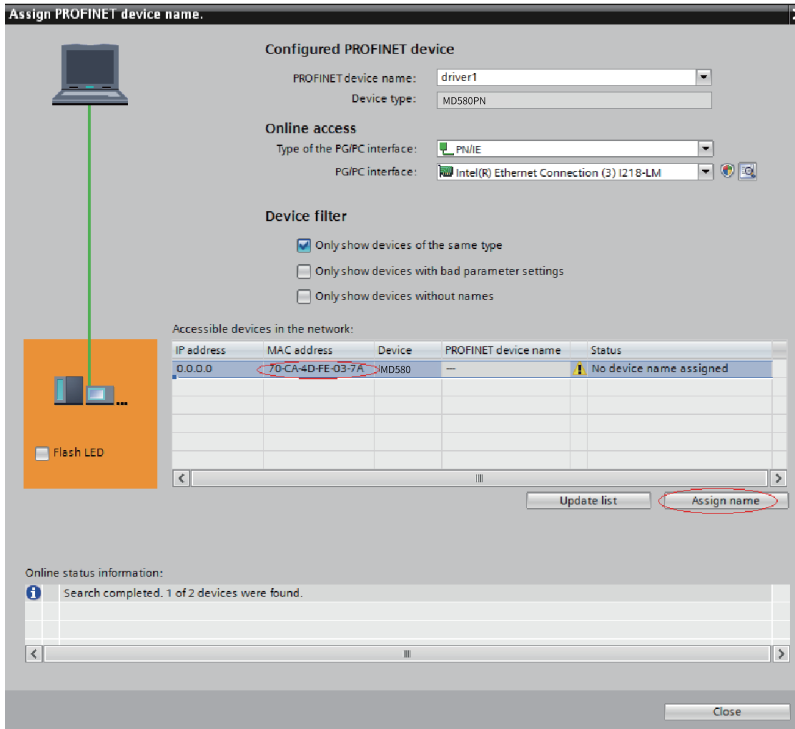 Assign PROFINET device name.
Configured PROFINET device
PROFINET device name: driver1
Device type: MD580PN
Online access
Type of the PG/PC interface: PN/IE
PG/PC interface: Intel(R) Ethernet Connection (3) I218-LM
Device filter
Only show devices of the same type
Only show devices with bad parameter settings
Only show devices without names
Accessible devices in the network:
IP address MAC address Device PROFINET device name Status
0.0.0.0 70-CA-4D-FE-03-7A MD580 — No device name assigned
Flash LED
Update list Assign name
Online status information:
Search completed. 1 of 2 devices were found.
Close